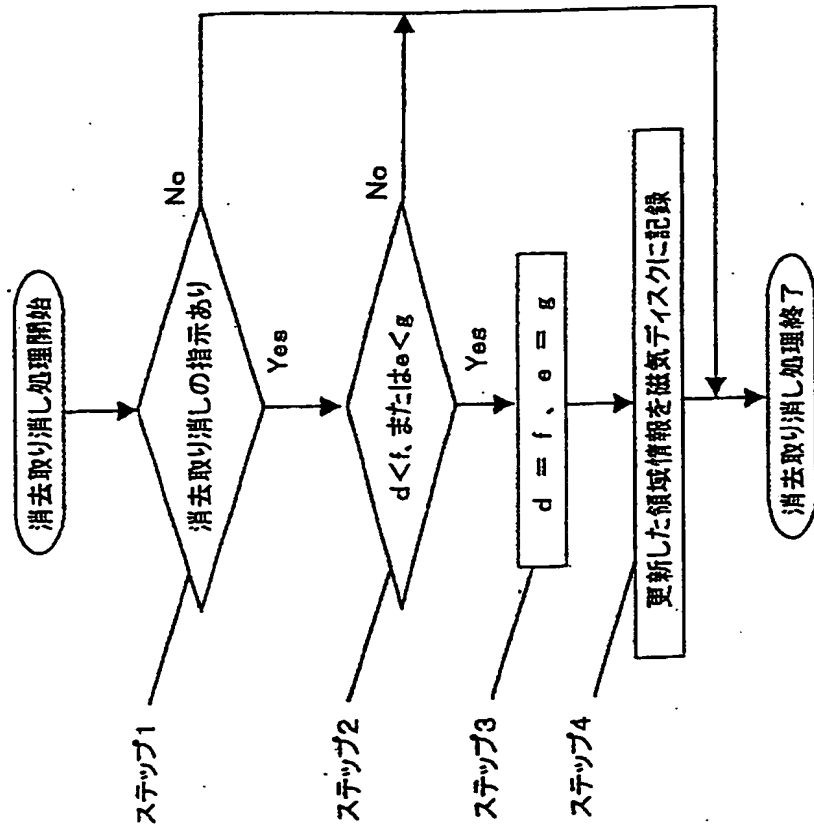 消去取り消し処理開始
ステップ1
消去取り消しの指示あり
No
Yes
ステップ2
d<f、またはe<g
No
Yes
ステップ3
d = f 、 e = g
ステップ4
更新した領域情報を磁気ディスクに記録
消去取り消し処理終了